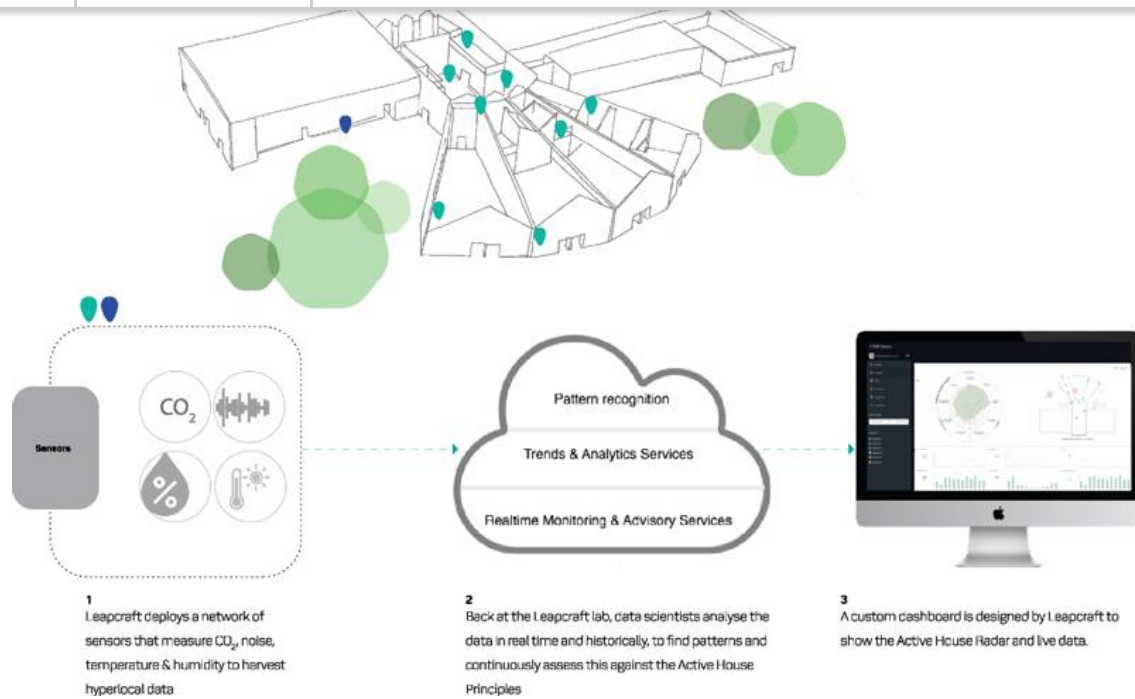 Sensors
CO₂
%
Pattern recognition
Trends & Analytics Services
Realtime Monitoring & Advisory Services
1
Leapcraft deploys a network of
sensors that measure CO₂, noise,
temperature & humidity to harvest
hyperlocal data
2
Back at the Leapcraft lab, data scientists analyse the
data in real time and historically, to find patterns and
continuously assess this against the Active House
Principles
3
A custom dashboard is designed by Leapcraft to
show the Active House Radar and live data.